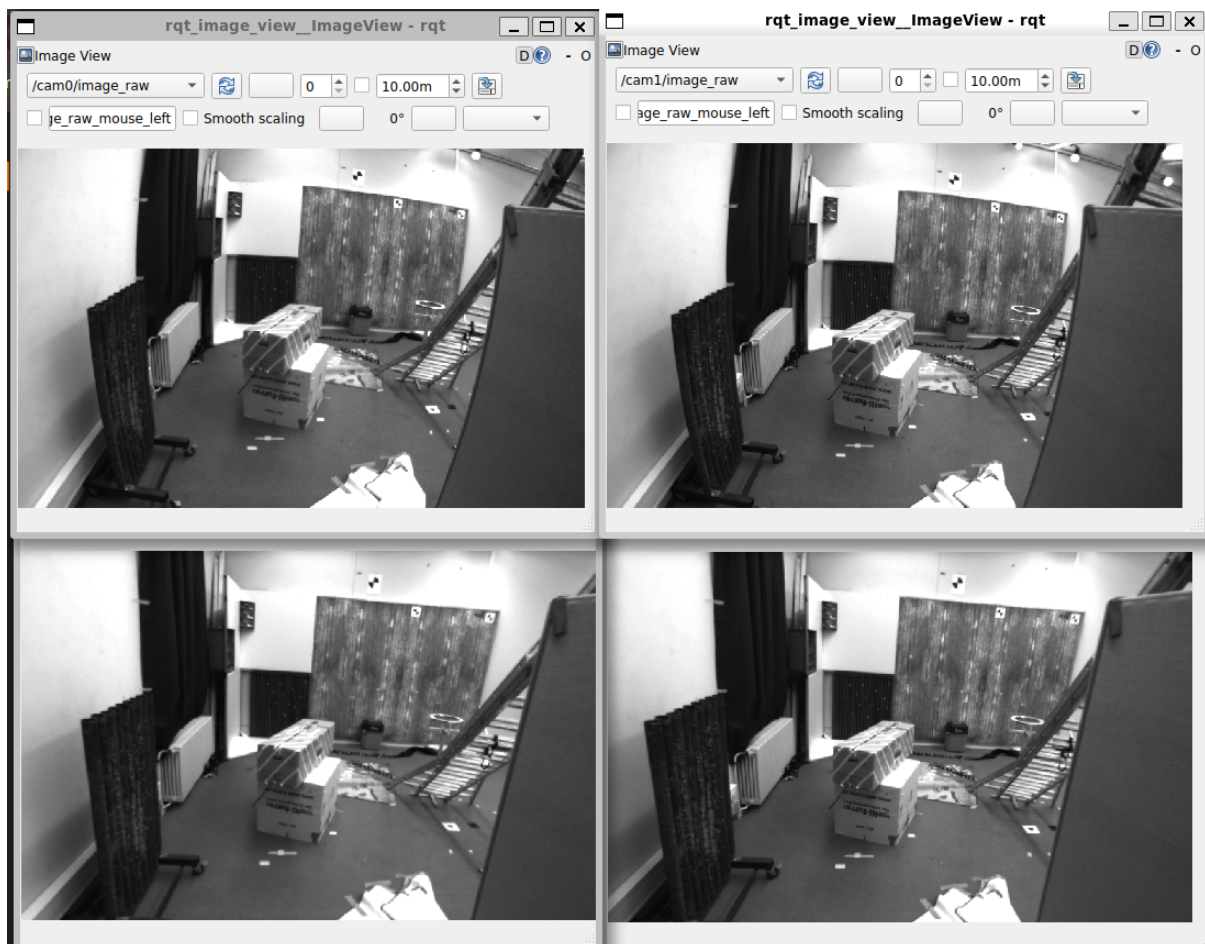 rqt_image_view__ImageView - rqt
Image View
D
- O
/cam0/image_raw
0
10.00m
ge_raw_mouse_left
Smooth scaling
0°
rqt_image_view__ImageView - rqt
Image View
D
- O
/cam1/image_raw
0
10.00m
age_raw_mouse_left
Smooth scaling
0°